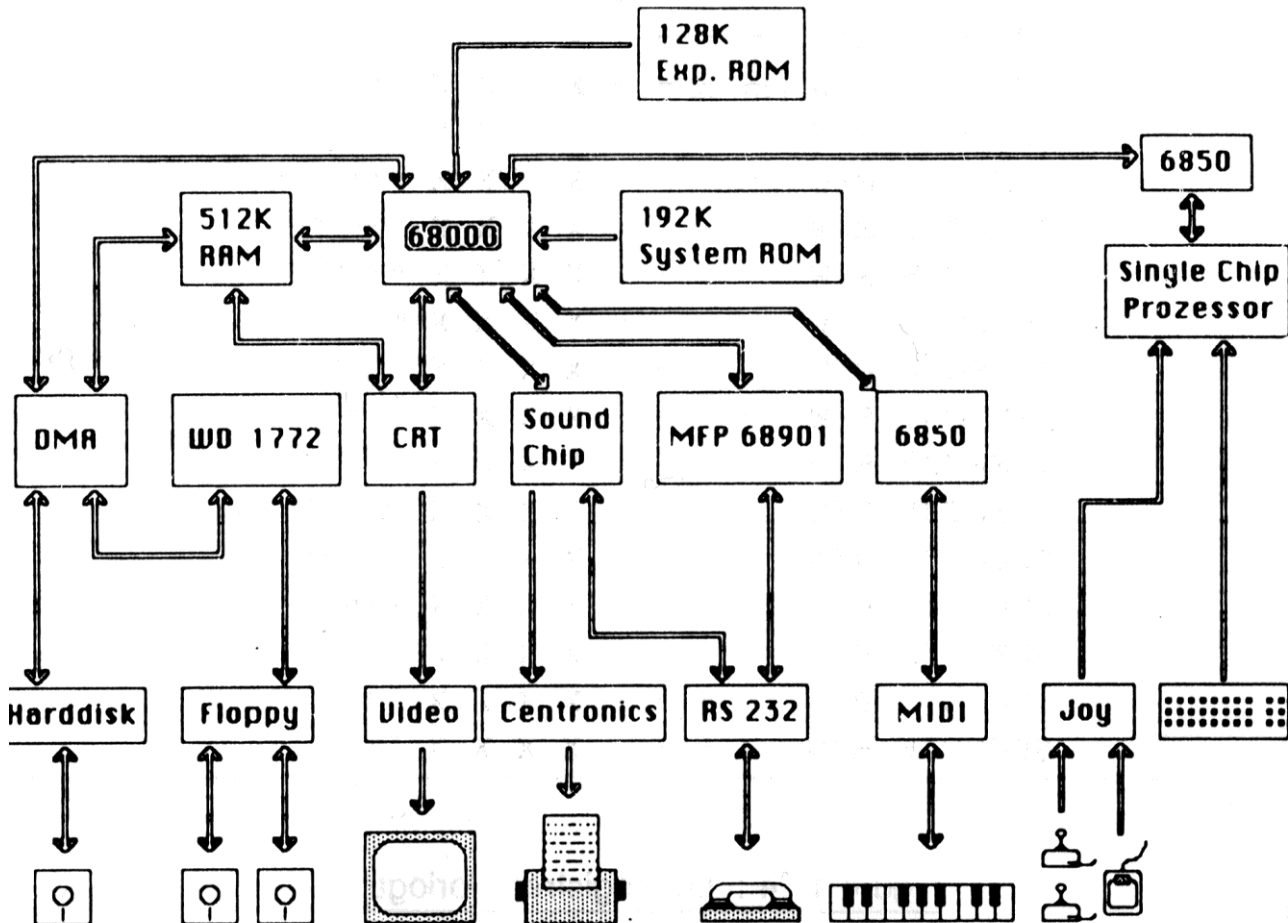 128K
Exp. ROM
6850
512K
RAM
68000
192K
System ROM
Single Chip
Prozessor
DMA
WD 1772
CRT
Sound
Chip
MFP 68901
6850
Harddisk
Floppy
Video
Centronics
RS 232
MIDI
Joy